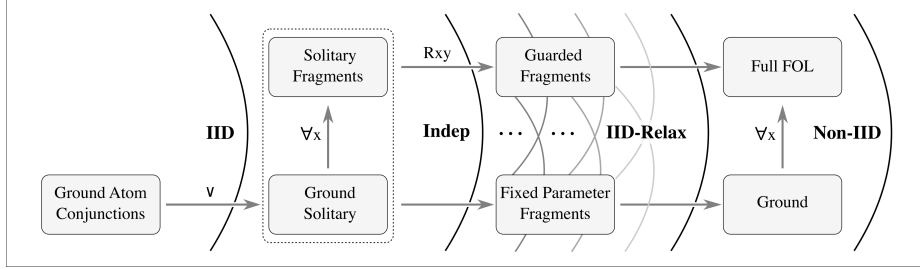 Solitary
Fragments
Rxy
Guarded
Fragments
Full FOL
IID
∀x
Indep
... ...
IID-Relax
∀x
Non-IID
Ground Atom
Conjunctions
∨
Ground
Solitary
Fixed Parameter
Fragments
Ground